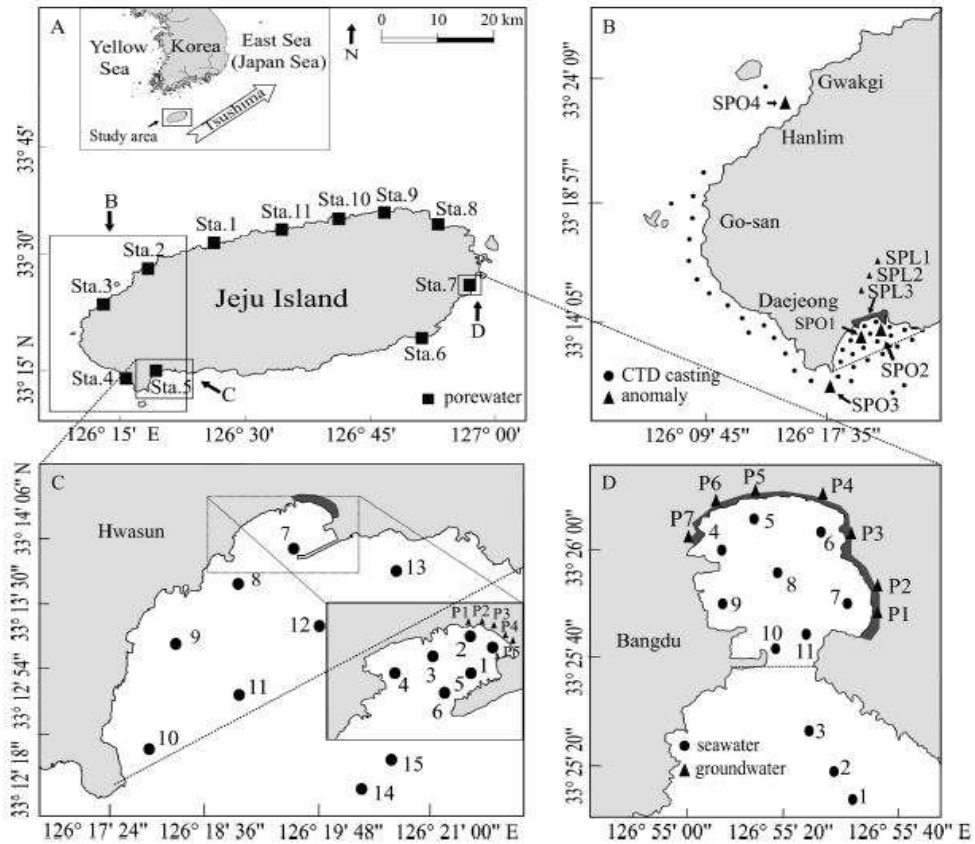 A
Yellow Sea
Korea
East Sea
(Japan Sea)
Tsushima
Study area
N
0 10 20 km
33° 45'
33° 30'
33° 15' N
B
Sta.1
Sta.11
Sta.10
Sta.9
Sta.8
Sta.2
Sta.3
Sta.7
Jeju Island
D
Sta.6
Sta.4
Sta.5
C
porewater
126° 15' E
126° 30'
126° 45'
127° 00'
B
33° 24' 09"
33° 18' 57"
33° 14' 05"
Gwakgi
SPO4
Hanlim
Go-san
SPL1
SPL2
SPL3
Daejeong
SPO1
SPO2
SPO3
CTD casting
anomaly
126° 09' 45"
126° 17' 35"
C
33° 14' 06" N
33° 13' 30"
33° 12' 54"
33° 12' 18"
Hwasun
7
8
13
9
12
11
10
15
14
P1 P2 P3 P4 P5
2
3
1
4
5
6
126° 17' 24"
126° 18' 36"
126° 19' 48"
126° 21' 00" E
D
33° 26' 00"
33° 25' 40"
33° 25' 20"
P6
P5
P4
P7
P3
P2
P1
4
5
6
8
9
7
10
11
Bangdu
3
2
1
seawater
groundwater
126° 55' 00"
126° 55' 20"
126° 55' 40"